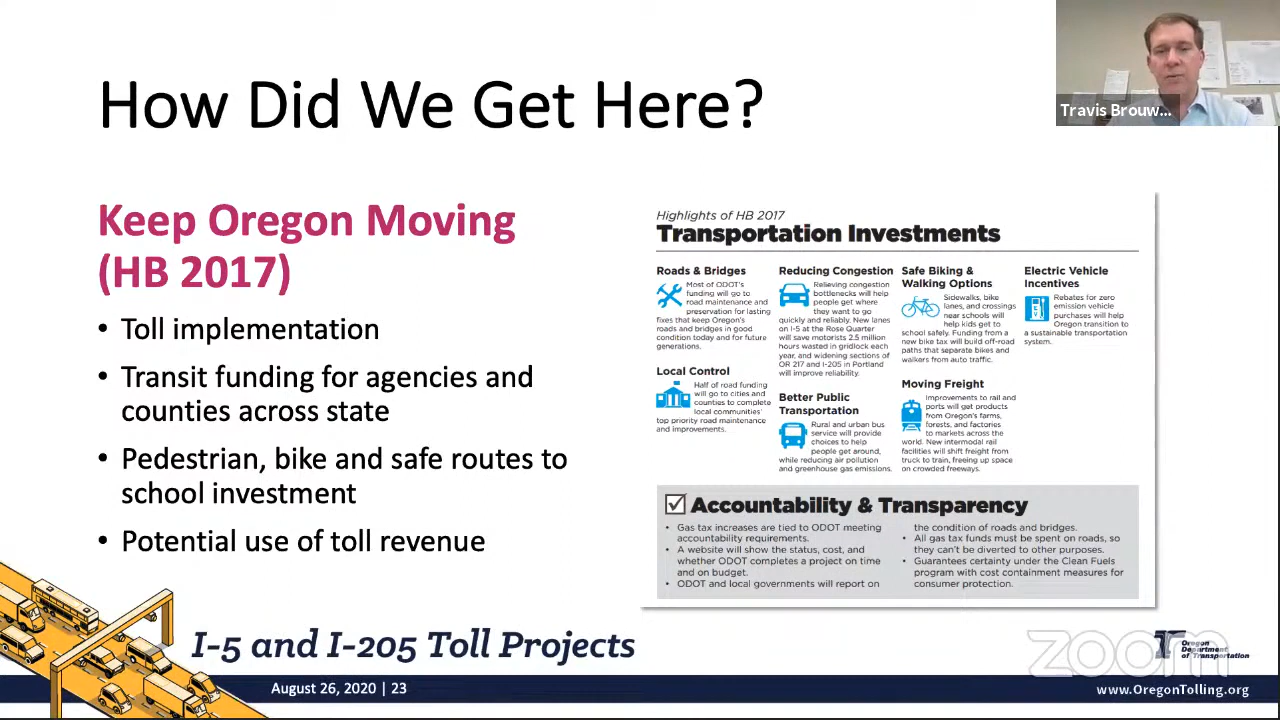 How Did We Get Here?
Travis Brouw...
Keep Oregon Moving
(HB 2017)
• Toll implementation
• Transit funding for agencies and
counties across state
• Pedestrian, bike and safe routes to
school investment
• Potential use of toll revenue
Highlights of HB 2017
Transportation Investments
Roads & Bridges
Most of ODOT's
funding will go to
road maintenance and
preservation for lasting
fixes that keep Oregon's
roads and bridges in good
condition today and for future
generations.
Local Control
Half of road funding
will go to cities and
counties to complete
local communities'
top priority road maintenance
and improvements.
Reducing Congestion
Relieving congestion
bottlenecks will help
people get where
they want to go
quickly and reliably. New lanes
on I-5 at the Rose Quarter
will save motorists 2.5 million
hours wasted in gridlock each
year, and widening sections of
OR 217 and I-205 in Portland
will improve reliability.
Better Public
Transportation
Rural and urban bus
service will provide
choices to help
people get around,
while reducing air pollution
and greenhouse gas emissions.
Safe Biking &
Walking Options
Sidewalks, bike
lanes, and crossings
near schools will
help kids get to
school safely. Funding from a
new bike tax will build off-road
paths that separate bikes and
walkers from auto traffic.
Moving Freight
Improvements to rail and
ports will get products
from Oregon's farms,
forests, and factories
to markets across the
world. New intermodal rail
facilities will shift freight from
truck to train, freeing up space
on crowded freeways.
Electric Vehicle
Incentives
Rebates for zero
emission vehicle
purchases will help
Oregon transition to
a sustainable transportation
system.
Accountability & Transparency
• Gas tax increases are tied to ODOT meeting
accountability requirements.
• A website will show the status, cost, and
whether ODOT completes a project on time
and on budget.
• ODOT and local governments will report on
the condition of roads and bridges.
• All gas tax funds must be spent on roads, so
they can't be diverted to other purposes.
• Guarantees certainty under the Clean Fuels
program with cost containment measures for
consumer protection.
I-5 and I-205 Toll Projects
zoom
Oregon
Department
of Transportation
August 26, 2020 | 23
www.OregonTolling.org